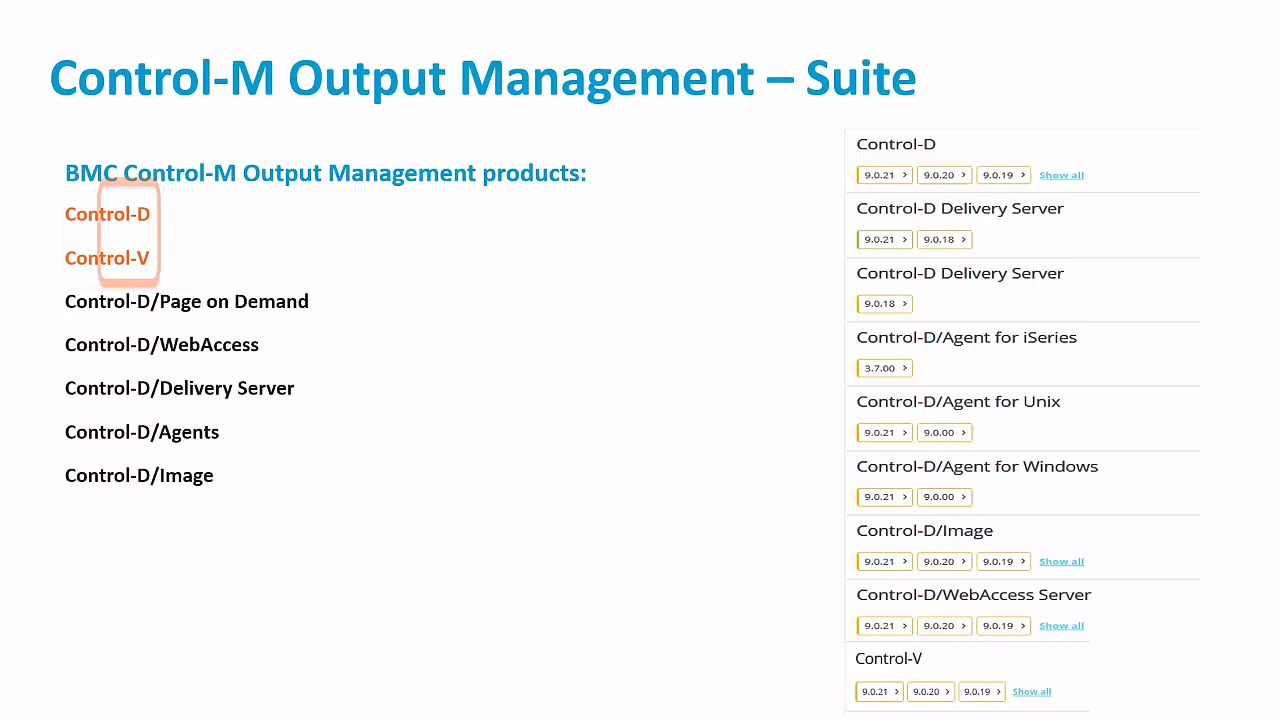 Control-M Output Management – Suite
BMC Control-M Output Management products:
Control-D
Control-V
Control-D/Page on Demand
Control-D/WebAccess
Control-D/Delivery Server
Control-D/Agents
Control-D/Image
Control-D
9.0.21 > 9.0.20 > 9.0.19 > Show all
Control-D Delivery Server
9.0.21 > 9.0.18 >
Control-D Delivery Server
9.0.18 >
Control-D/Agent for iSeries
3.7.00 >
Control-D/Agent for Unix
9.0.21 > 9.0.00 >
Control-D/Agent for Windows
9.0.21 > 9.0.00 >
Control-D/Image
9.0.21 > 9.0.20 > 9.0.19 > Show all
Control-D/WebAccess Server
9.0.21 > 9.0.20 > 9.0.19 > Show all
Control-V
9.0.21 > 9.0.20 > 9.0.19 > Show all